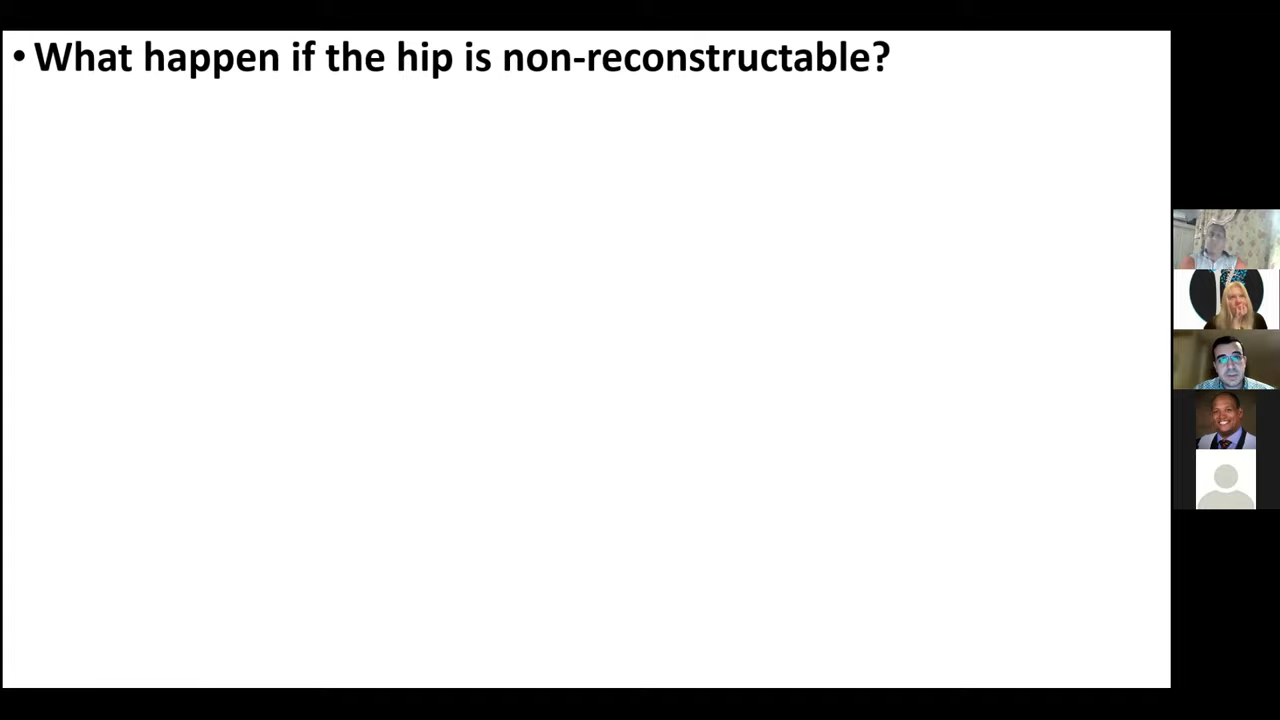 • What happen if the hip is non-reconstructable?